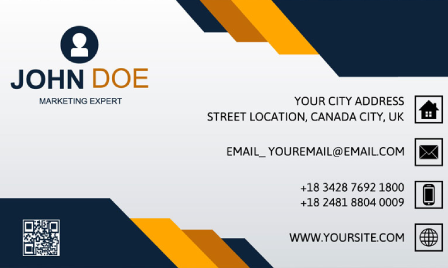 JOHN DOE
MARKETING EXPERT
YOUR CITY ADDRESS
STREET LOCATION, CANADA CITY, UK
EMAIL_ YOUREMAIL@EMAIL.COM
+18 3428 7692 1800
+18 2481 8804 0009
WWW.YOURSITE.COM